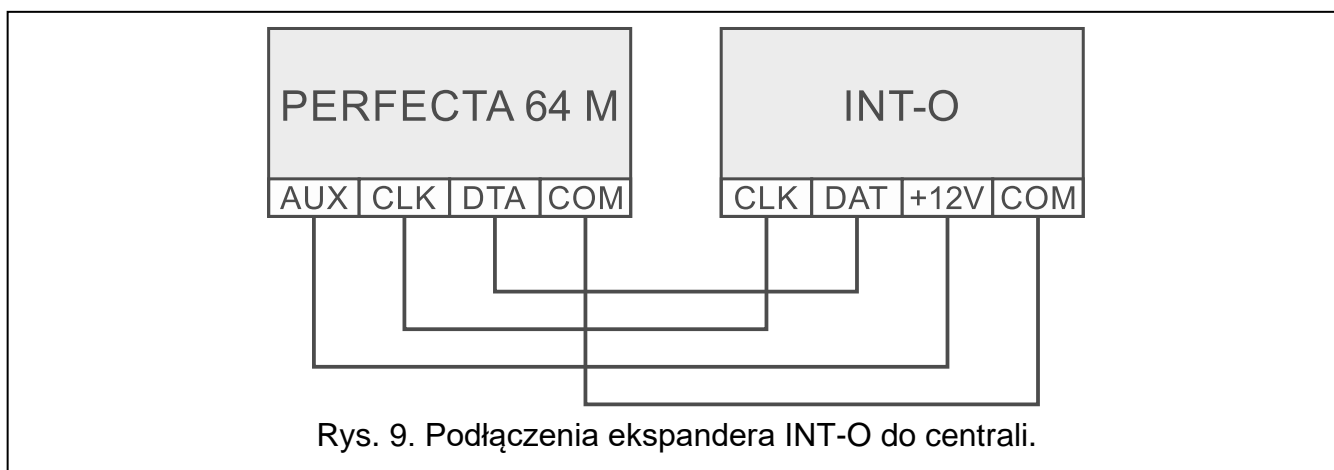 PERFECTA 64 M INT-O
AUX CLK DTA COM CLK DAT +12V COM
Rys. 9. Podłączenia ekspandera INT-O do centrali.